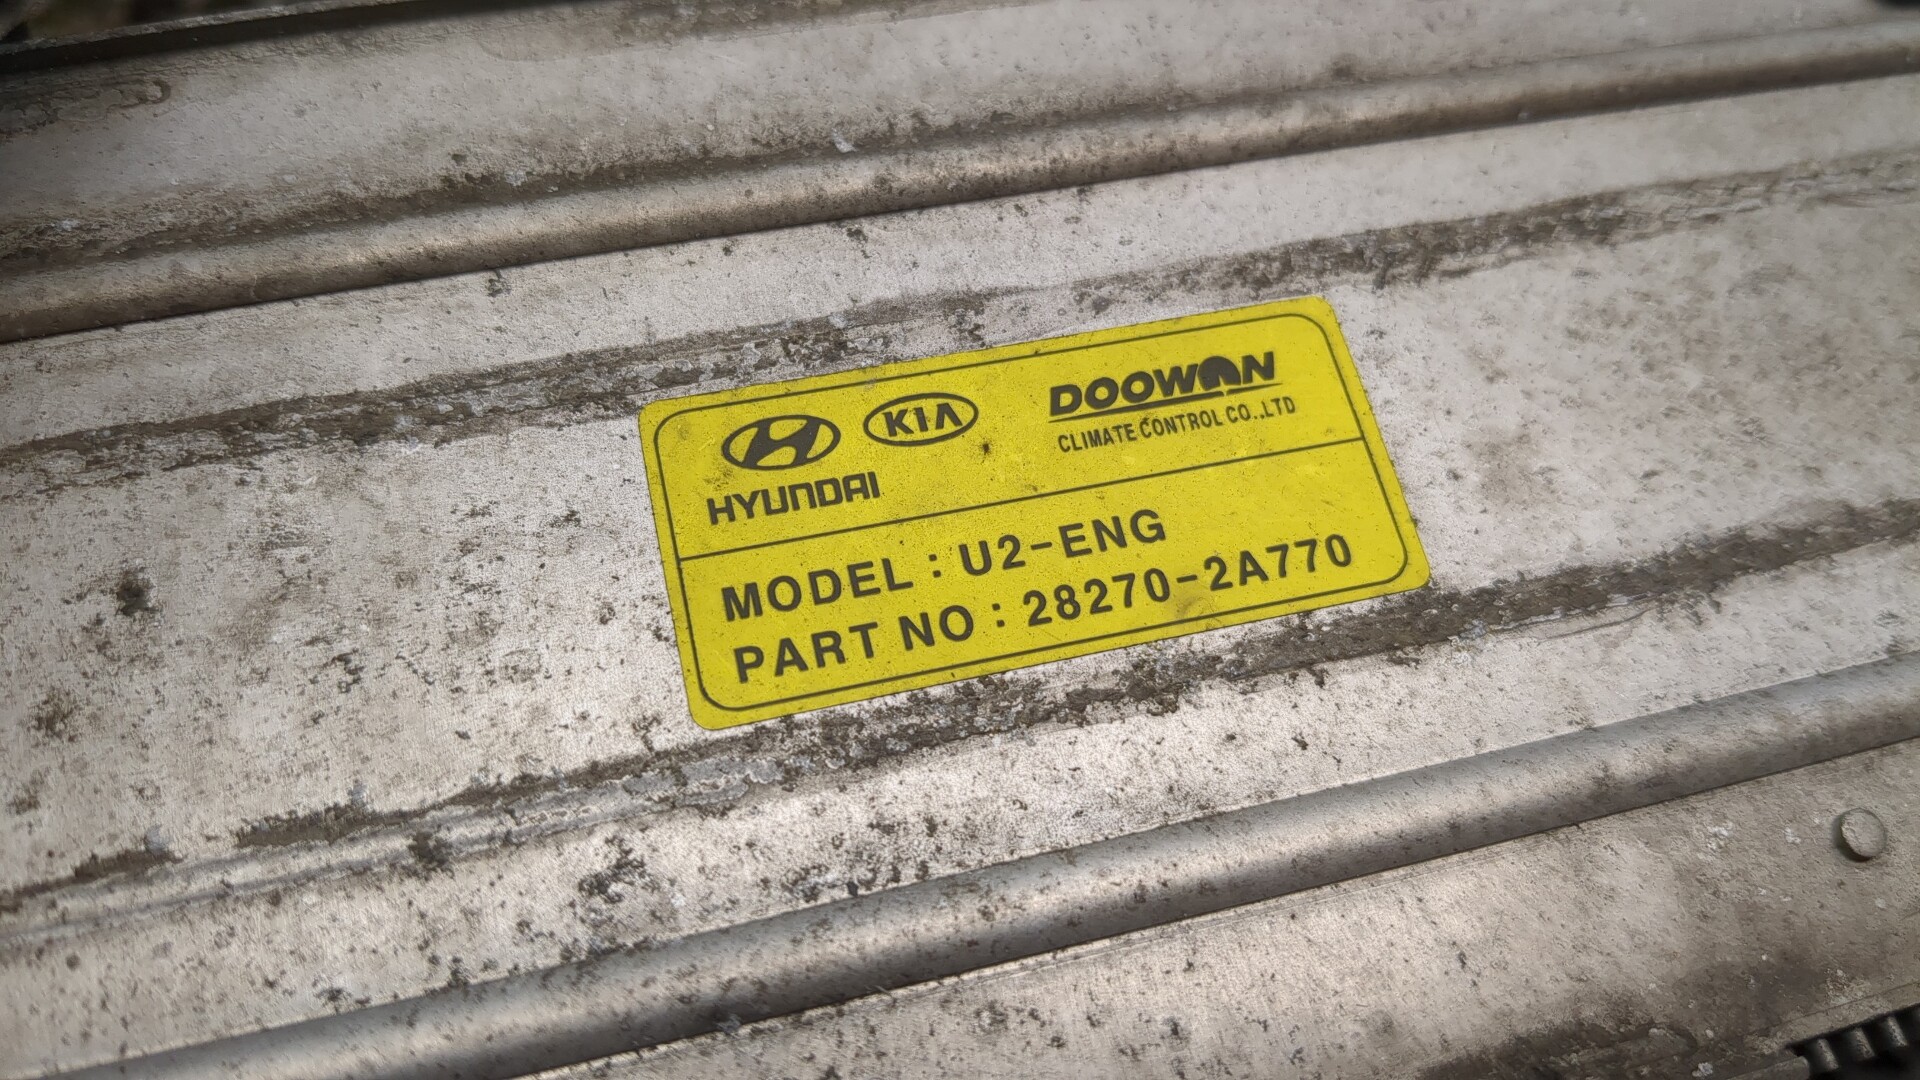 HYUNDAI
KIA
DOOWON
CLIMATE CONTROL CO.,LTD
MODEL : U2-ENG
PART NO : 28270-2A770